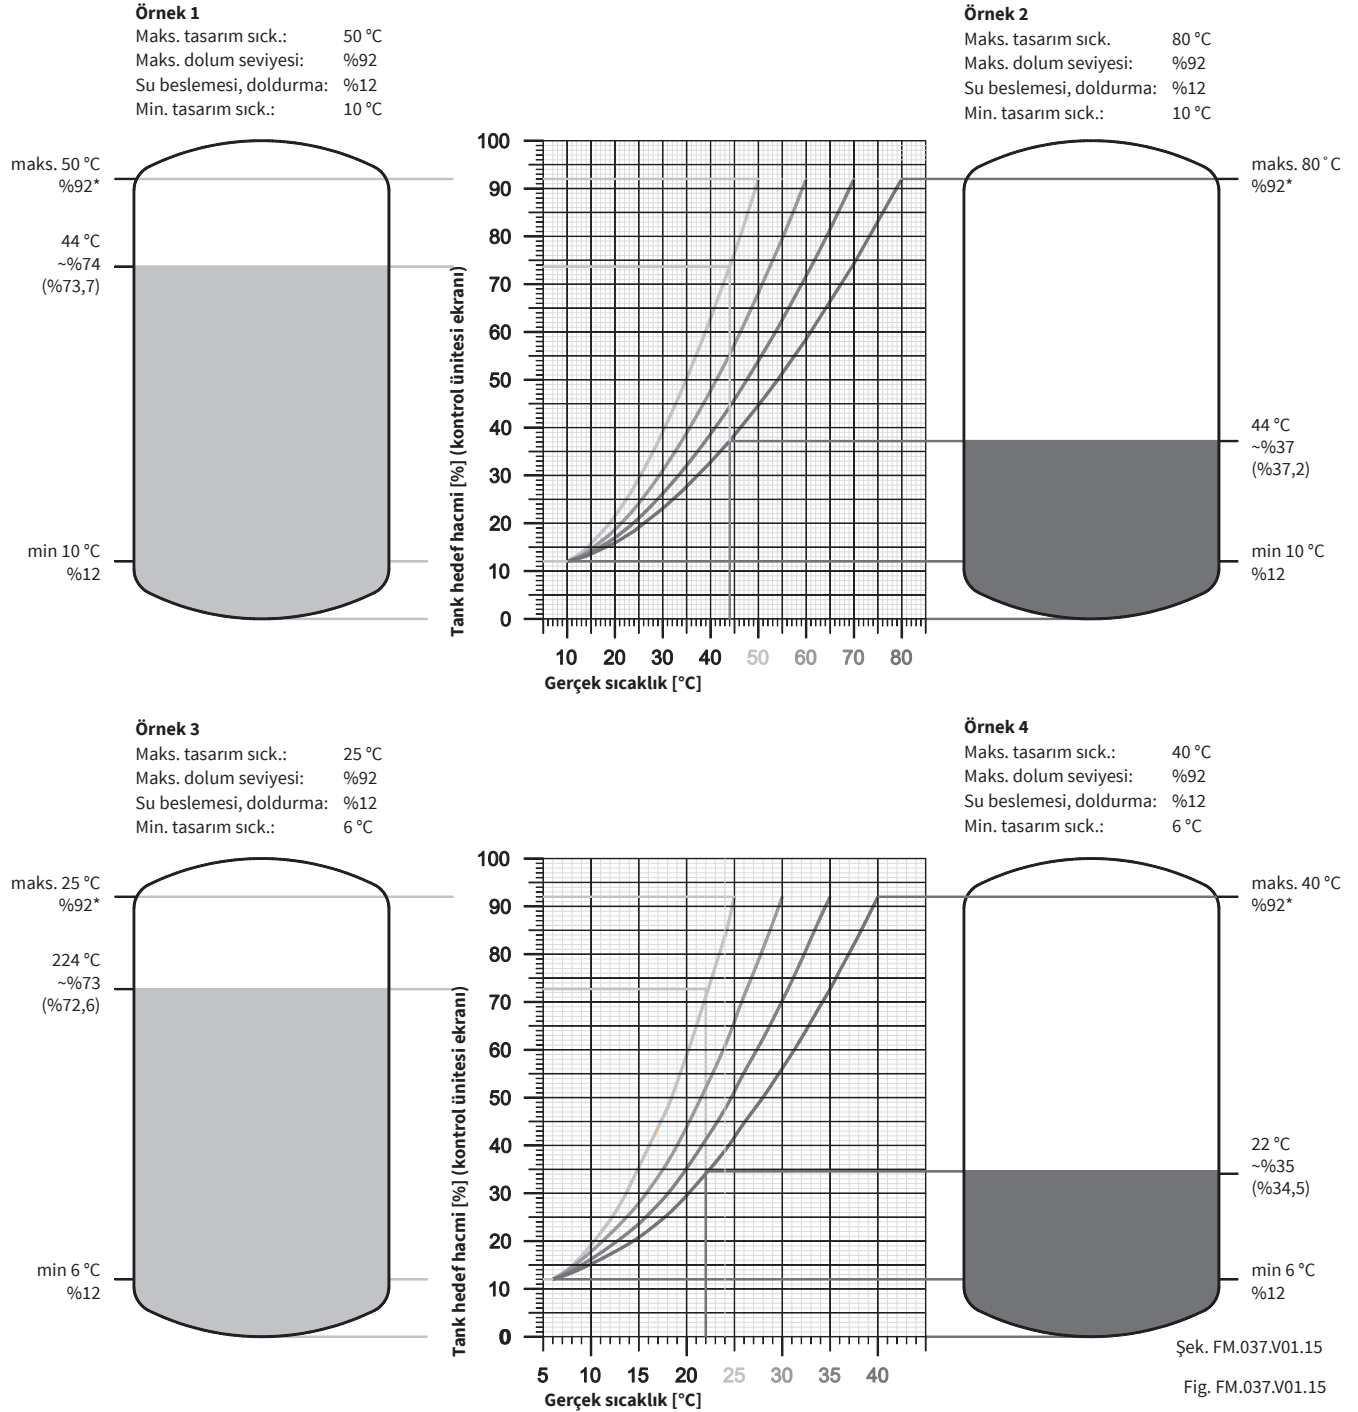 Örnek 1
Maks. tasarım sıck.: 50 °C
Maks. dolum seviyesi: %92
Su beslemesi, doldurma: %12
Min. tasarım sıck.: 10 °C
Örnek 2
Maks. tasarım sıck. 80 °C
Maks. dolum seviyesi: %92
Su beslemesi, doldurma: %12
Min. tasarım sıck.: 10 °C
maks. 50 °C
%92*
44 °C
~%74
(%73,7)
min 10 °C
%12
Tank hedef hacmi [%] (kontrol ünitesi ekranı)
100
90
80
70
60
50
40
30
20
10
0
10 20 30 40 50 60 70 80
Gerçek sıcaklık [°C]
maks. 80˚C
%92*
44 °C
~%37
(%37,2)
min 10 °C
%12
Örnek 3
Maks. tasarım sıck.: 25 °C
Maks. dolum seviyesi: %92
Su beslemesi, doldurma: %12
Min. tasarım sıck.: 6 °C
Örnek 4
Maks. tasarım sıck.: 40 °C
Maks. dolum seviyesi: %92
Su beslemesi, doldurma: %12
Min. tasarım sıck.: 6 °C
maks. 25 °C
%92*
224 °C
~%73
(%72,6)
min 6 °C
%12
Tank hedef hacmi [%] (kontrol ünitesi ekranı)
100
90
80
70
60
50
40
30
20
10
0
5 10 15 20 25 30 35 40
Gerçek sıcaklık [°C]
maks. 40 °C
%92*
22 °C
~%35
(%34,5)
min 6 °C
%12
Şek. FM.037.V01.15
Fig. FM.037.V01.15